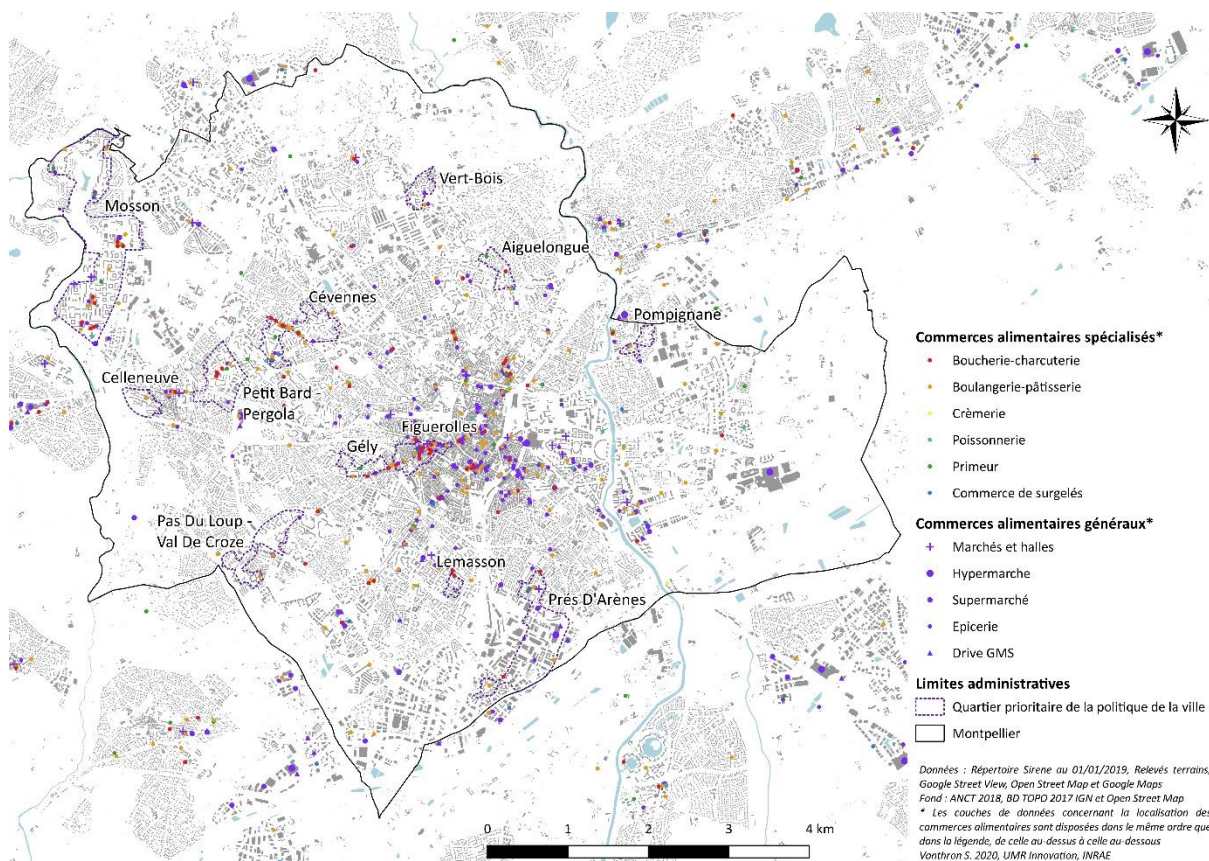 Vert-Bois
Mosson
Aiguelongue
Cévennes
Pompignane
Celleneuve
Petit Bard -
Pergola
Figuerolles
Gély
Pas Du Loup -
Val De Croze
Lemasson
Prés D'Arènes
0 1 2 3 4 km
Commerces alimentaires spécialisés*
Boucherie-charcuterie
Boulangerie-pâtisserie
Crèmerie
Poissonnerie
Primeur
Commerce de surgelés
Commerces alimentaires généraux*
Marchés et halles
Hypermarche
Supermarché
Epicerie
Drive GMS
Limites administratives
Quartier prioritaire de la politique de la ville
Montpellier
Données : Répertoire Sirene au 01/01/2019, Relevés terrains,
Google Street View, Open Street Map et Google Maps
Fond : ANCT 2018, BD TOPO 2017 IGN et Open Street Map
* Les couches de données concernant la localisation des
commerces alimentaires sont disposées dans le même ordre que
dans la légende, de celle au-dessus à celle au-dessous
Vonthron S. 2020, UMR Innovation, INRAE